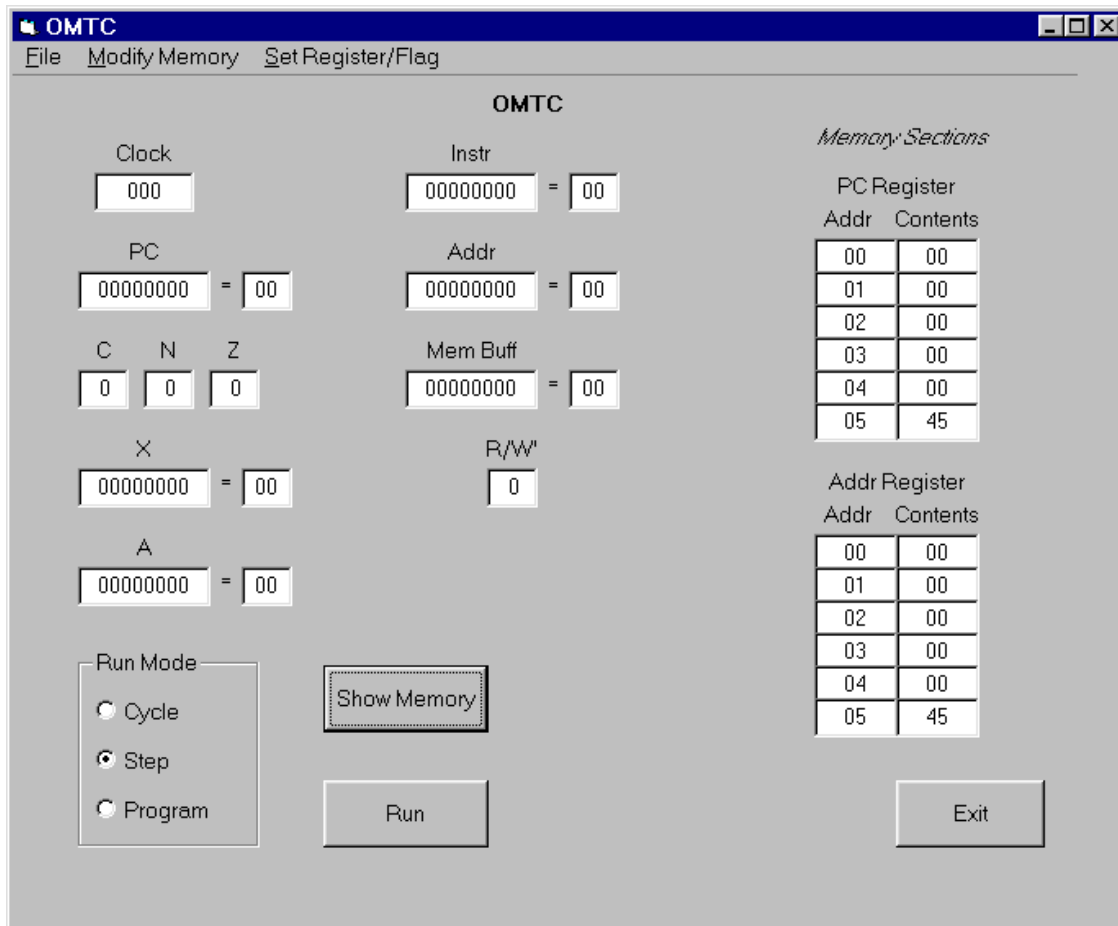 OMTC
File Modify Memory Set Register/Flag
OMTC
Memory Sections
Clock Instr
000 00000000 = 00
PC Register
Addr Contents
PC Addr
00000000 = 00 00000000 = 00
00 00
01 00
02 00
03 00
04 00
05 45
C N Z Mem Buff
0 0 0 00000000 = 00
X R/W'
00000000 = 00 0
Addr Register
Addr Contents
A
00000000 = 00
00 00
01 00
02 00
03 00
04 00
05 45
Run Mode
Cycle
Step
Program
Show Memory
Run
Exit